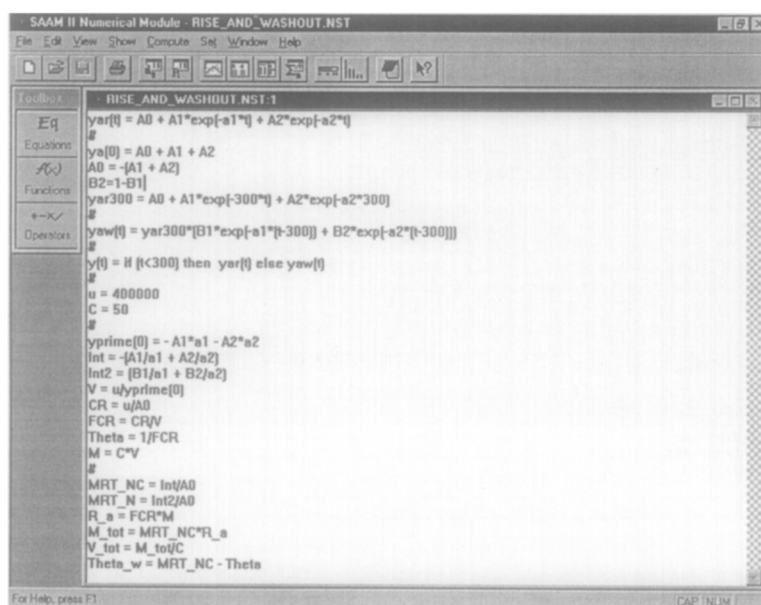 SAAM II Numerical Module - RISE_AND_WASHOUT.NST
File Edit View Show Compute Set Window Help
Toolbox
Eq
Equations
f(x)
Functions
+-×✓
Operators
RISE_AND_WASHOUT.NST:1
yar(t) = A0 + A1*exp(-a1*t) + A2*exp(-a2*t)
#
ya(0) = A0 + A1 + A2
A0 = -(A1 + A2)
B2=1-B1
yar300 = A0 + A1*exp(-300*t) + A2*exp(-a2*300)
#
yaw(t) = yar300*(B1*exp(-a1*(t-300)) + B2*exp(-a2*(t-300)))
#
y(t) = if (t<300) then yar(t) else yaw(t)
#
u = 400000
C = 50
#
yprime(0) = - A1*a1 - A2*a2
Int = -(A1/a1 + A2/a2)
Int2 = (B1/a1 + B2/a2)
V = u/yprime(0)
CR = u/A0
FCR = CR/V
Theta = 1/FCR
M = C*V
#
MRT_NC = Int/A0
MRT_N = Int2/A0
R_a = FCR*M
M_tot = MRT_NC*R_a
V_tot = M_tot/C
Theta_w = MRT_NC - Theta
For Help, press F1
CAP NUM